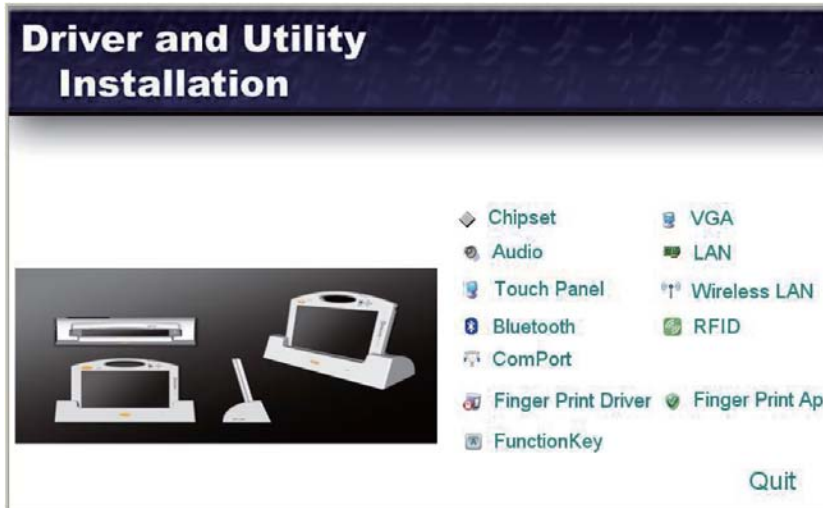 Driver and Utility
Installation
Chipset
VGA
Audio
LAN
Touch Panel
Wireless LAN
Bluetooth
RFID
ComPort
Finger Print Driver
Finger Print Ap
FunctionKey
Quit